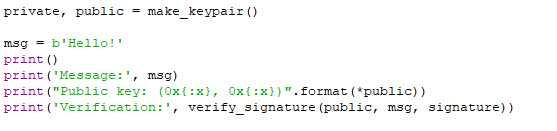 private, public = make_keypair()
msg = b'Hello!'
print()
print('Message:', msg)
print("Public key: (0x{:x}, 0x{:x})".format(*public))
print('Verification:', verify_signature(public, msg, signature))